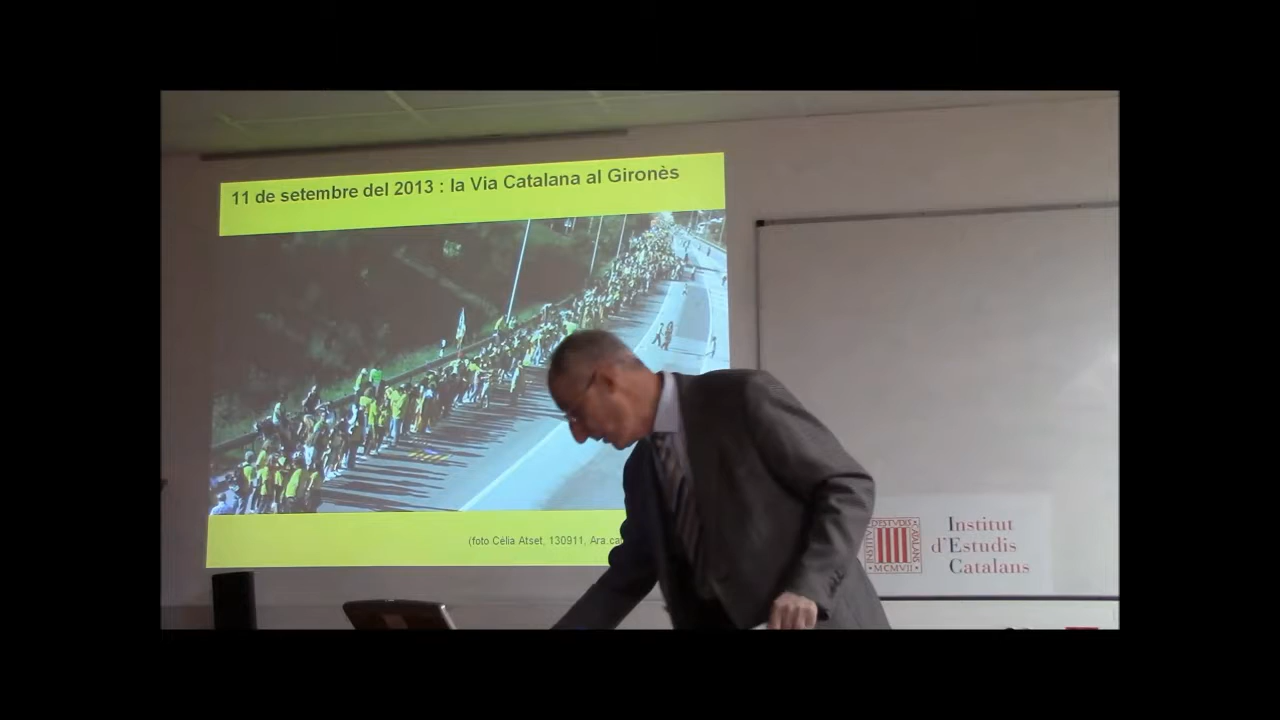 11 de setembre del 2013 : la Via Catalana al Gironès
(foto Cèlia Atset, 130911, Ara.ca
Institut
d'Estudis
Catalans
MCMVII